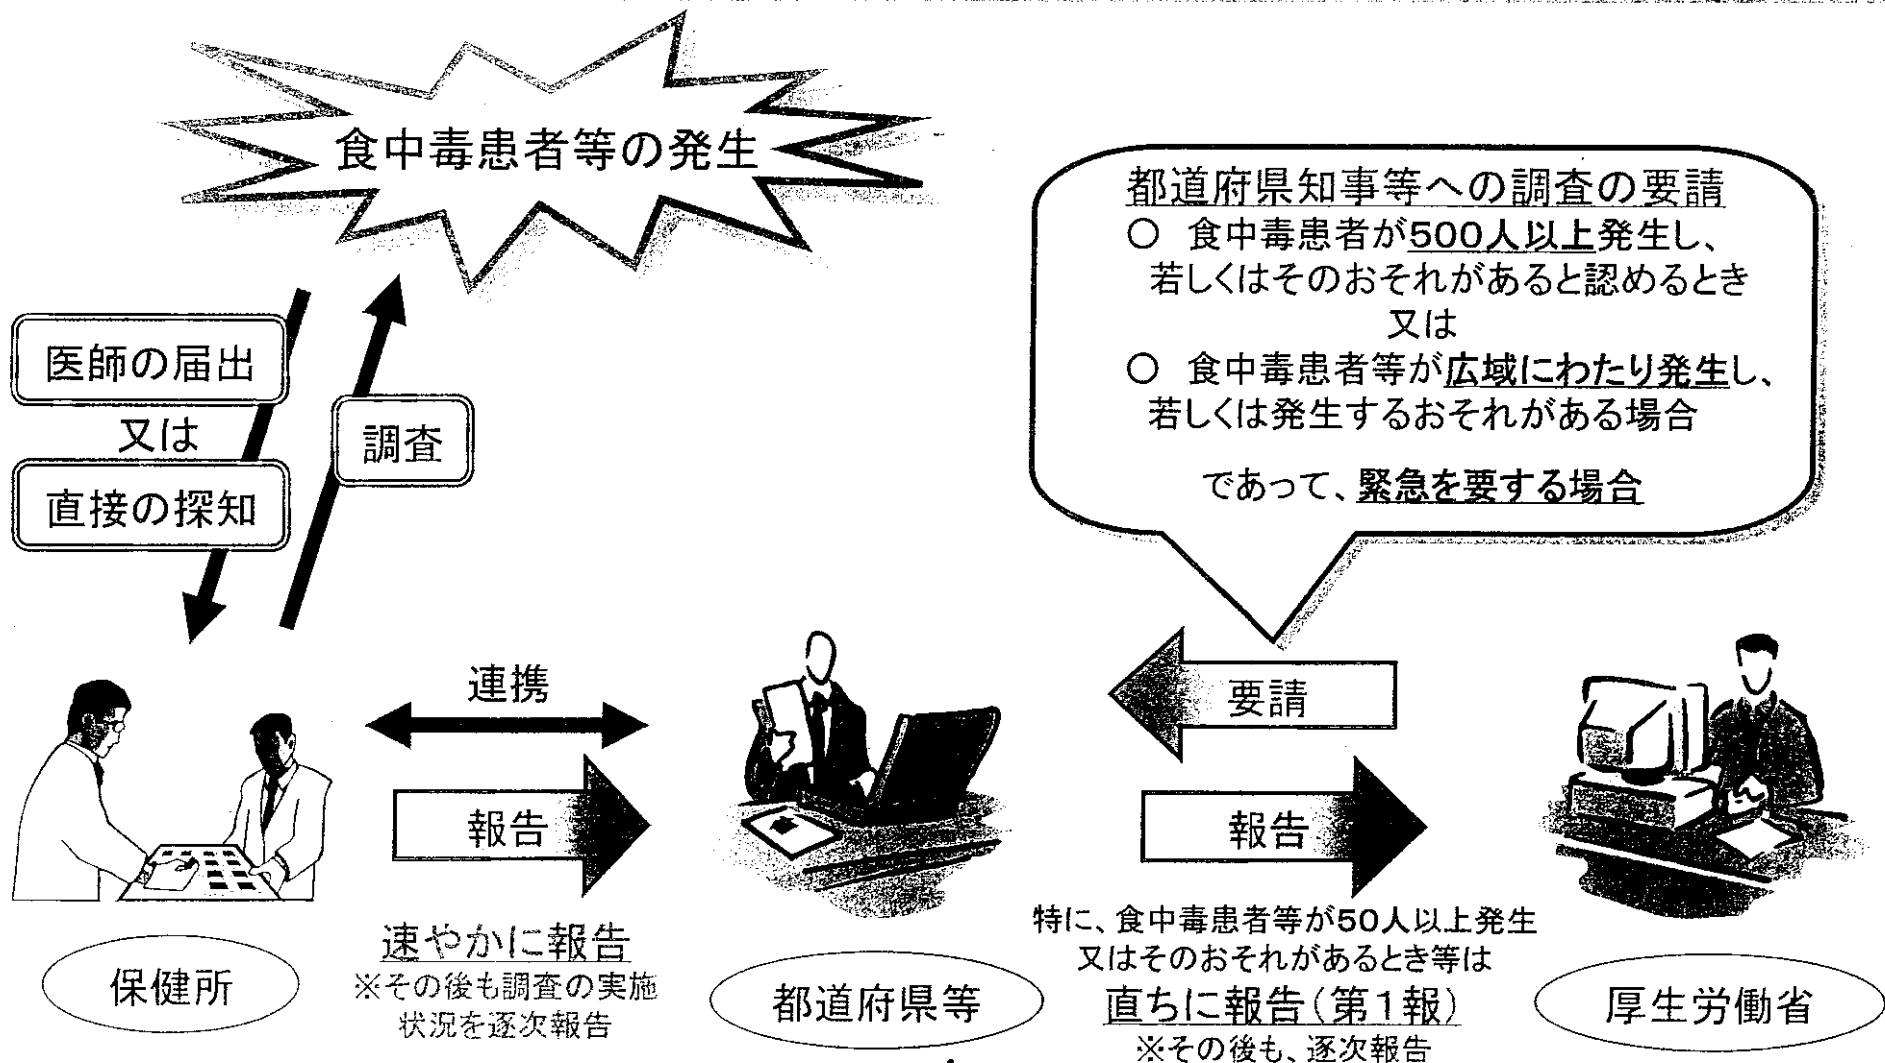 食中毒患者等の発生
都道府県知事等への調査の要請
○ 食中毒患者が500人以上発生し、
若しくはそのおそれがあると認めるとき
又は
○ 食中毒患者等が広域にわたり発生し、
若しくは発生するおそれがある場合
であって、緊急を要する場合
医師の届出
又は
直接の探知
調査
連携
報告
要請
報告
速やかに報告
※その後も調査の実施
状況を逐次報告
特に、食中毒患者等が50人以上発生
又はそのおそれがあるとき等は
直ちに報告(第1報)
※その後も、逐次報告
保健所
都道府県等
厚生労働省